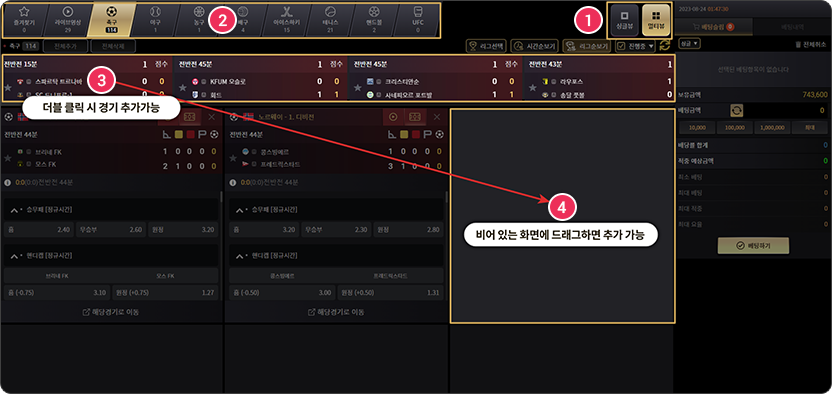 즐겨찾기
0
라이브영상
29
축구
114
야구
1
농구
1
배구
4
아이스하키
15
테니스
21
핸드볼
2
UFC
0
2
1
싱글뷰
멀티뷰
2023-08-24 03:47:30
축구 114
전체추가
전체삭제
리그선택
시간순보기
리그순보기
진행중
배팅슬립 0
배팅내역
싱글
전체취소
선택된 배팅항목이 없습니다
전반전 15분 1 점수
스파르탁 트르나바 0 0
0 0
전반전 45분 1 점수
KFUM 오슬로 0 0
회드 1 1
전반전 45분 1 점수
크리스티안순 0 0
사네피오르 포트발 1 1
전반전 43분 1
라우포스 1
송달 풋볼 0
3
더블 클릭 시 경기 추가가능
보유금액 743,600
배팅금액 0
10,000 100,000 1,000,000 최대
배당률 합계 0
적중 예상금액 0
최소 배팅 0
최대 배팅 0
최대 적중 0
최대 요율 0
배팅하기
전반전 44분
브리네 FK 1 0 0 0 0
모스 FK 2 1 0 0 0
0:0(0:0)전반전 44분
승무패 [정규시간]
홈 2.40 무승부 2.60 원정 3.20
핸디캡 [정규시간]
브리네 FK 모스 FK
홈 (-0.75) 3.10 원정 (+0.75) 1.27
해당경기로 이동
노르웨이 - 1. 디비전
전반전 44분
콩스빙에르 1 0 0 0 0
프레드릭스타드 3 1 0 0 0
0:0(0:0)전반전 44분
승무패 [정규시간]
홈 3.20 무승부 2.30 원정 2.80
핸디캡 [정규시간]
콩스빙에르 프레드릭스타드
홈 (-0.50) 3.00 원정 (+0.50) 1.31
해당경기로 이동
4
비어 있는 화면에 드래그하면 추가 가능